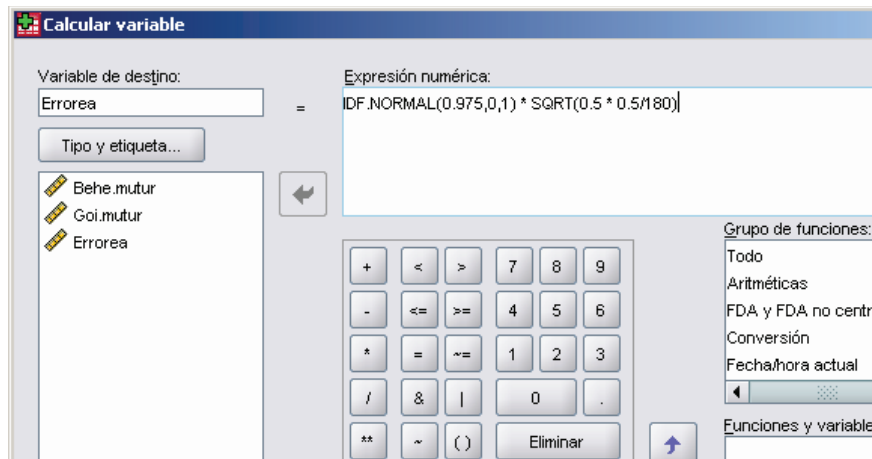 Calcular variable
Variable de destino:
Errorea
=
Expresión numérica:
IDF.NORMAL(0.975,0,1) * SQRT(0.5 * 0.5/180)
Tipo y etiqueta...
Behe.mutur
Goi.mutur
Errorea
+ < > 7 8 9
- <= >= 4 5 6
* = ~= 1 2 3
/ & | 0 .
** ~ ( ) Eliminar
Grupo de funciones:
Todo
Aritméticas
FDA y FDA no centr
Conversión
Fecha/hora actual
Funciones y variable